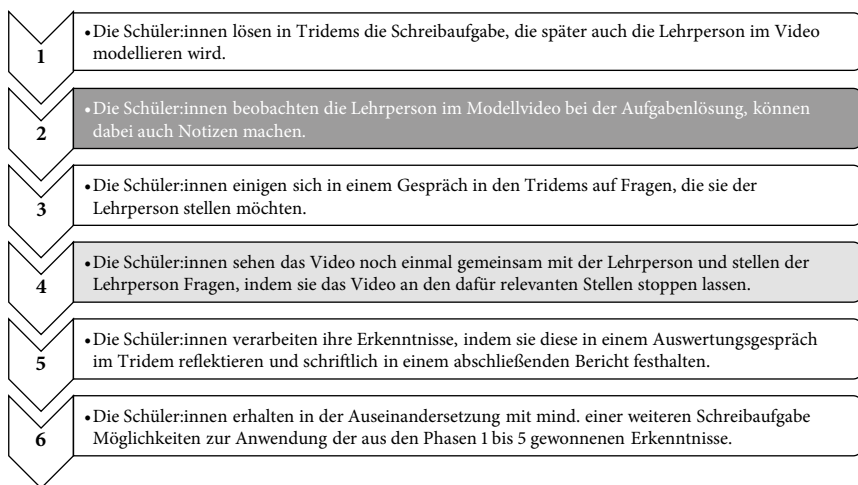 1
•Die Schüler:innen lösen in Tridems die Schreibaufgabe, die später auch die Lehrperson im Video
modellieren wird.
2
•Die Schüler:innen beobachten die Lehrperson im Modellvideo bei der Aufgabenlösung, können
dabei auch Notizen machen.
3
•Die Schüler:innen einigen sich in einem Gespräch in den Tridems auf Fragen, die sie der
Lehrperson stellen möchten.
4
•Die Schüler:innen sehen das Video noch einmal gemeinsam mit der Lehrperson und stellen der
Lehrperson Fragen, indem sie das Video an den dafür relevanten Stellen stoppen lassen.
5
•Die Schüler:innen verarbeiten ihre Erkenntnisse, indem sie diese in einem Auswertungsgespräch
im Tridem reflektieren und schriftlich in einem abschließenden Bericht festhalten.
6
•Die Schüler:innen erhalten in der Auseinandersetzung mit mind. einer weiteren Schreibaufgabe
Möglichkeiten zur Anwendung der aus den Phasen 1 bis 5 gewonnenen Erkenntnisse.